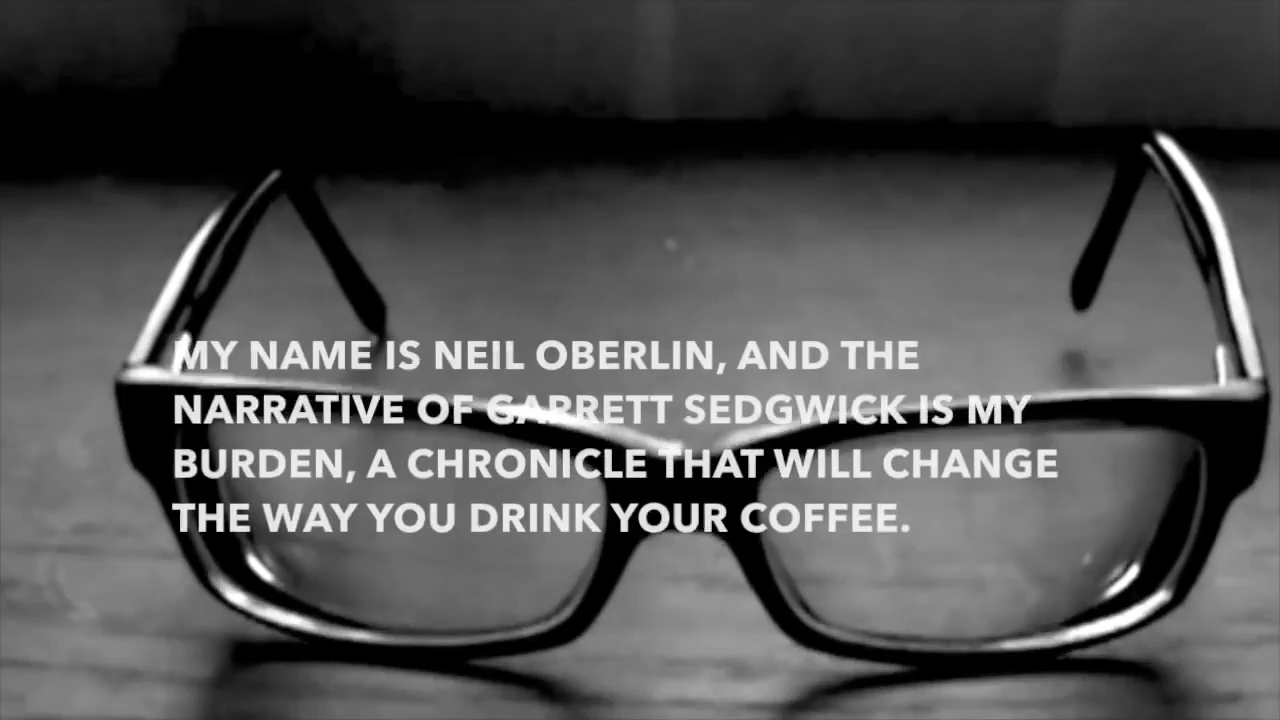 MY NAME IS NEIL OBERLIN, AND THE
NARRATIVE OF GARRETT SEDGWICK IS MY
BURDEN, A CHRONICLE THAT WILL CHANGE
THE WAY YOU DRINK YOUR COFFEE.